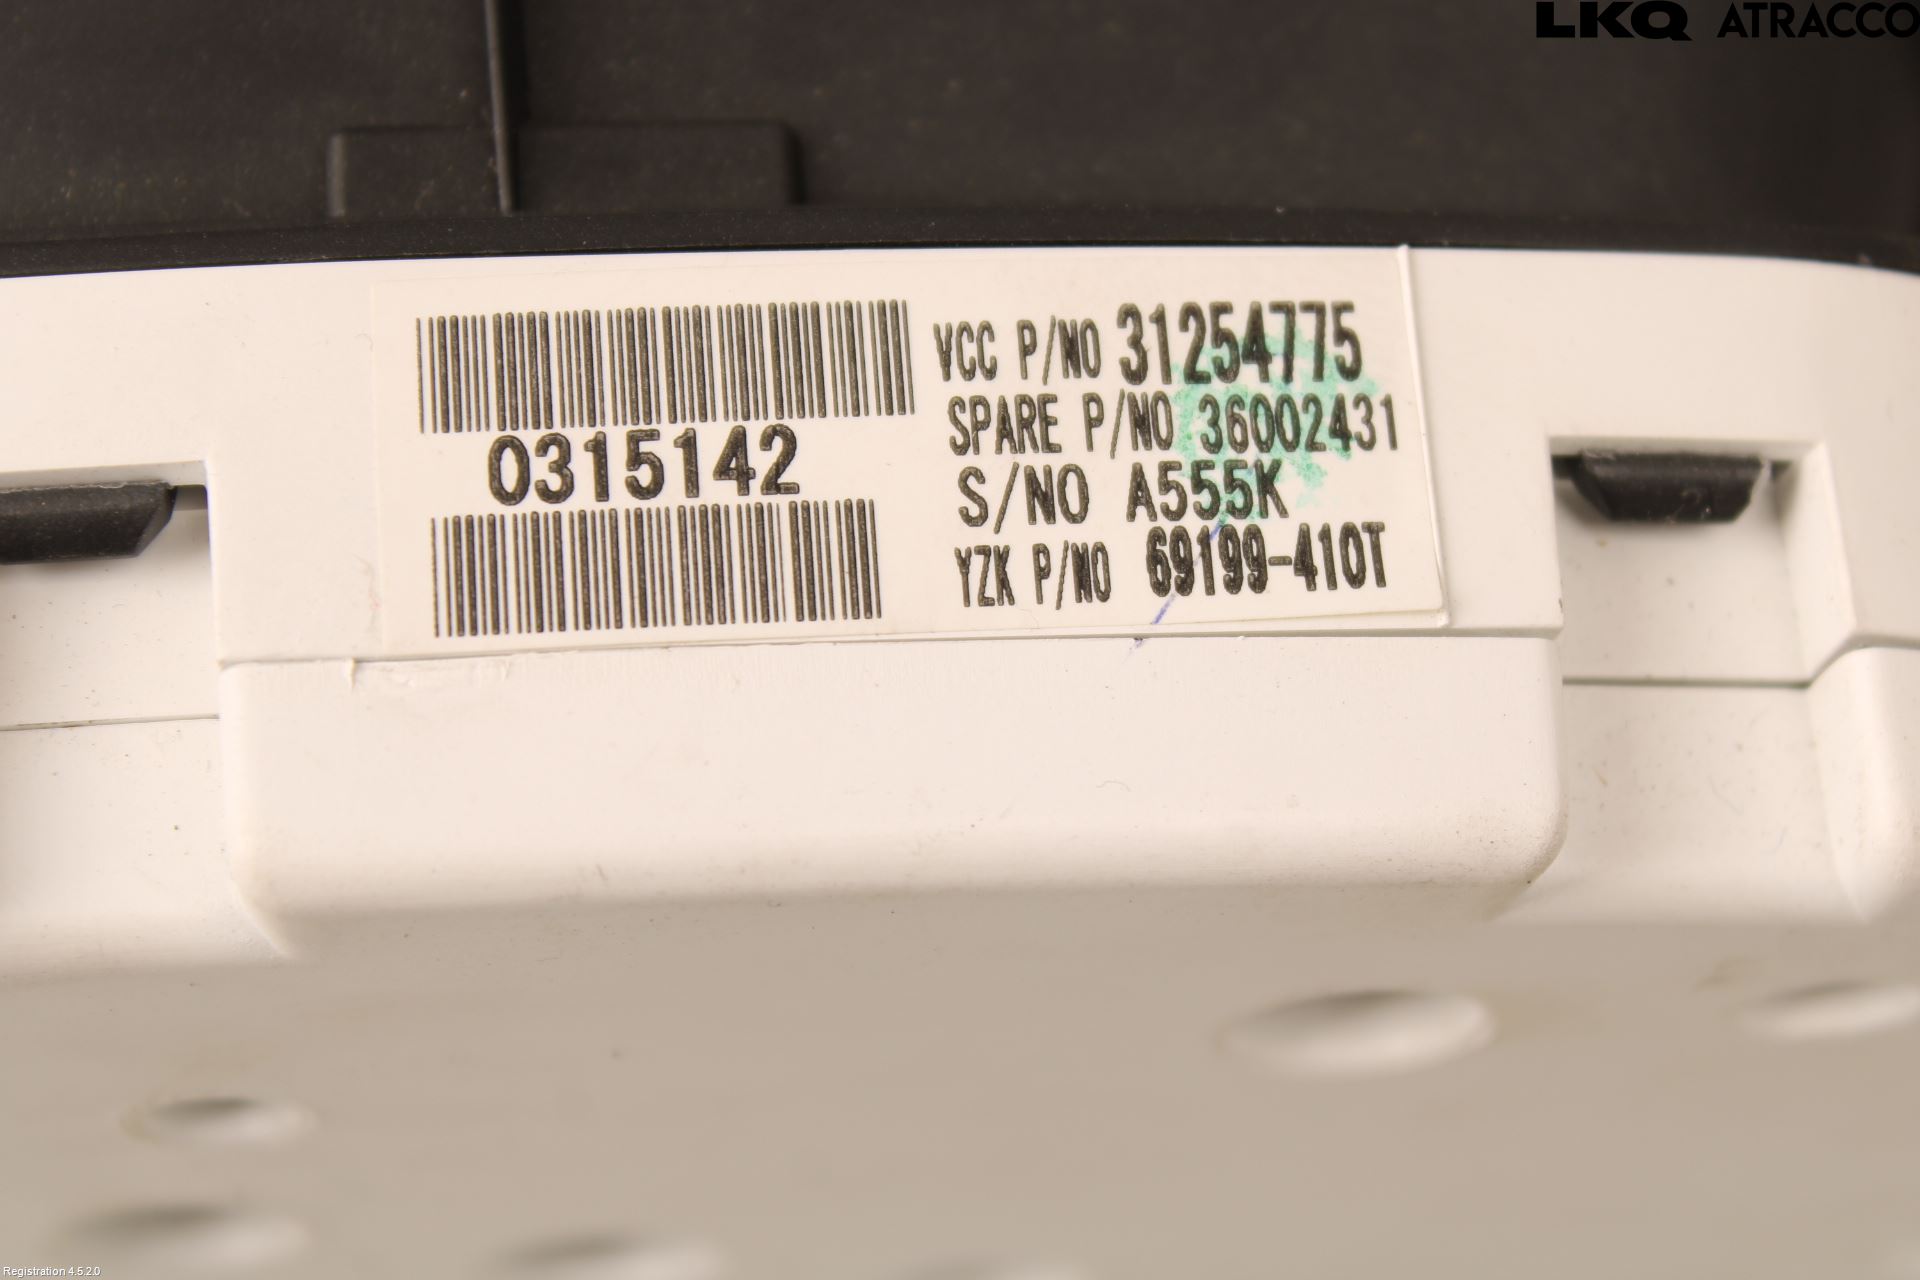 LKQ ATRACCO
0315142
VCC P/NO 31254775
SPARE P/NO 36002431
S/NO A555K
YZK P/NO 69199-410T
2
Registration 4.5.2.0